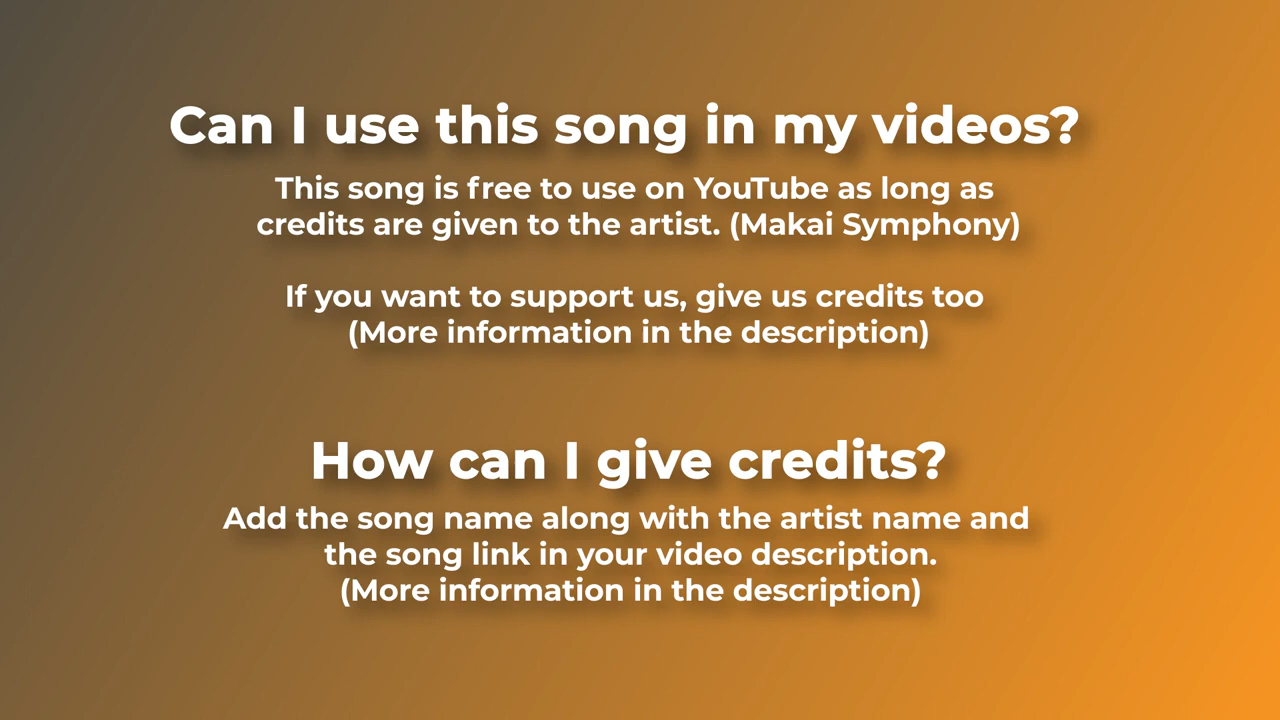 Can I use this song in my videos?
This song is free to use on YouTube as long as
credits are given to the artist. (Makai Symphony)
If you want to support us, give us credits too
(More information in the description)
How can I give credits?
Add the song name along with the artist name and
the song link in your video description.
(More information in the description)